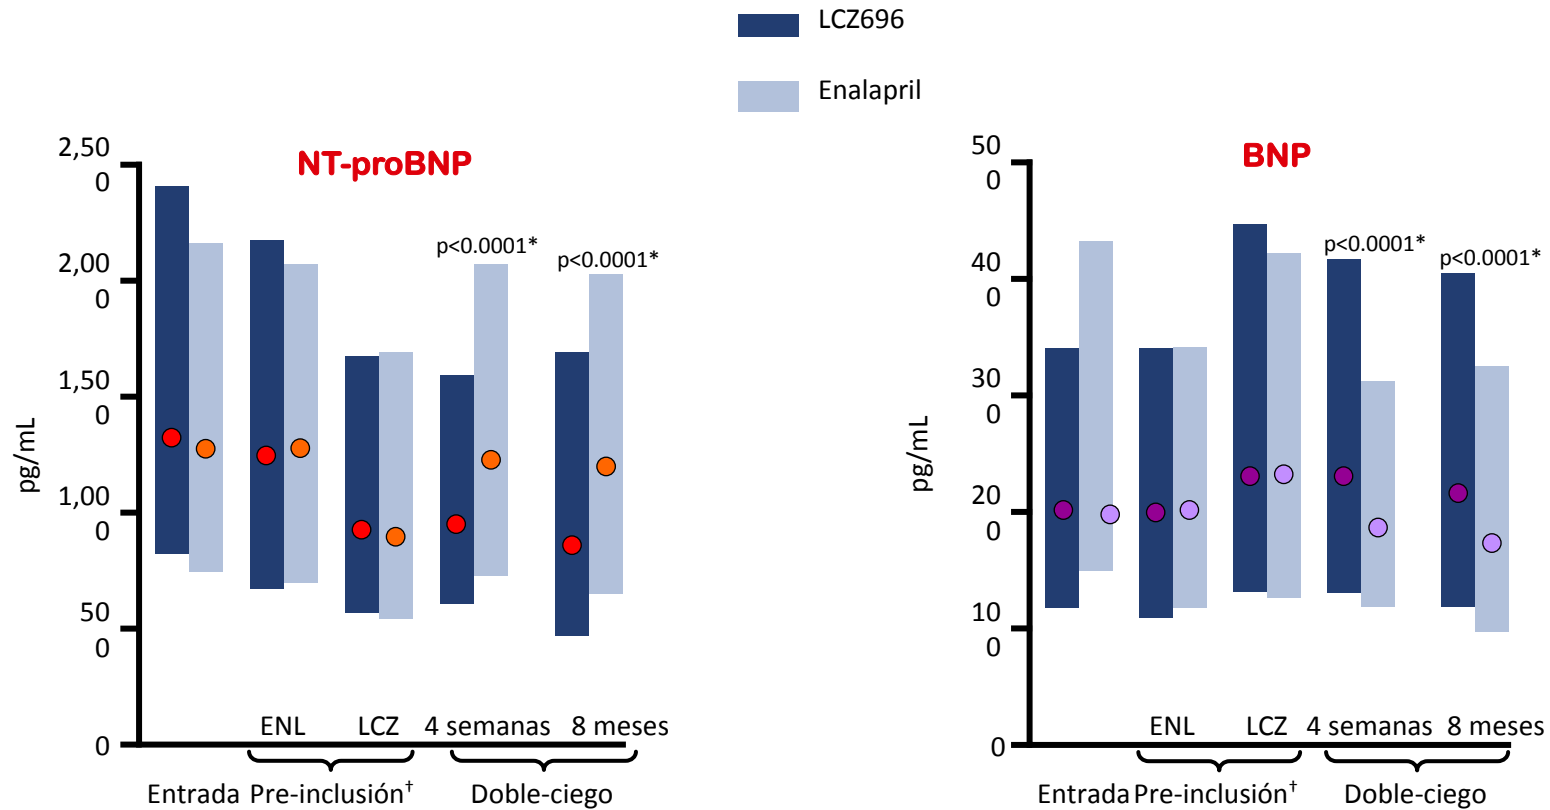 LCZ696
Enalapril
NT-proBNP
pg/mL
2,50
0
2,00
0
1,50
0
1,00
0
50
0
0
p<0.0001*
p<0.0001*
ENL LCZ 4 semanas 8 meses
Entrada Pre-inclusión† Doble-ciego
BNP
pg/mL
50
0
40
0
30
0
20
0
10
0
0
p<0.0001*
p<0.0001*
ENL LCZ 4 semanas 8 meses
Entrada Pre-inclusión† Doble-ciego